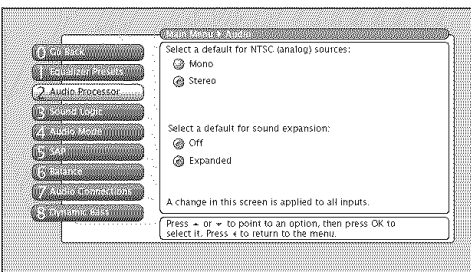 Main Menu ▸ Audio
0 Go Back
1 Equalizer Presets
2 Audio Processor
3 Sound Logic
4 Audio Mode
5 SAP
6 Balance
7 Audio Connections
8 Dynamic Bass
Select a default for NTSC (analog) sources:
Mono
Stereo
Select a default for sound expansion:
Off
Expanded
A change in this screen is applied to all inputs.
Press ▲ or ▼ to point to an option, then press OK to
select it. Press ◂ to return to the menu.